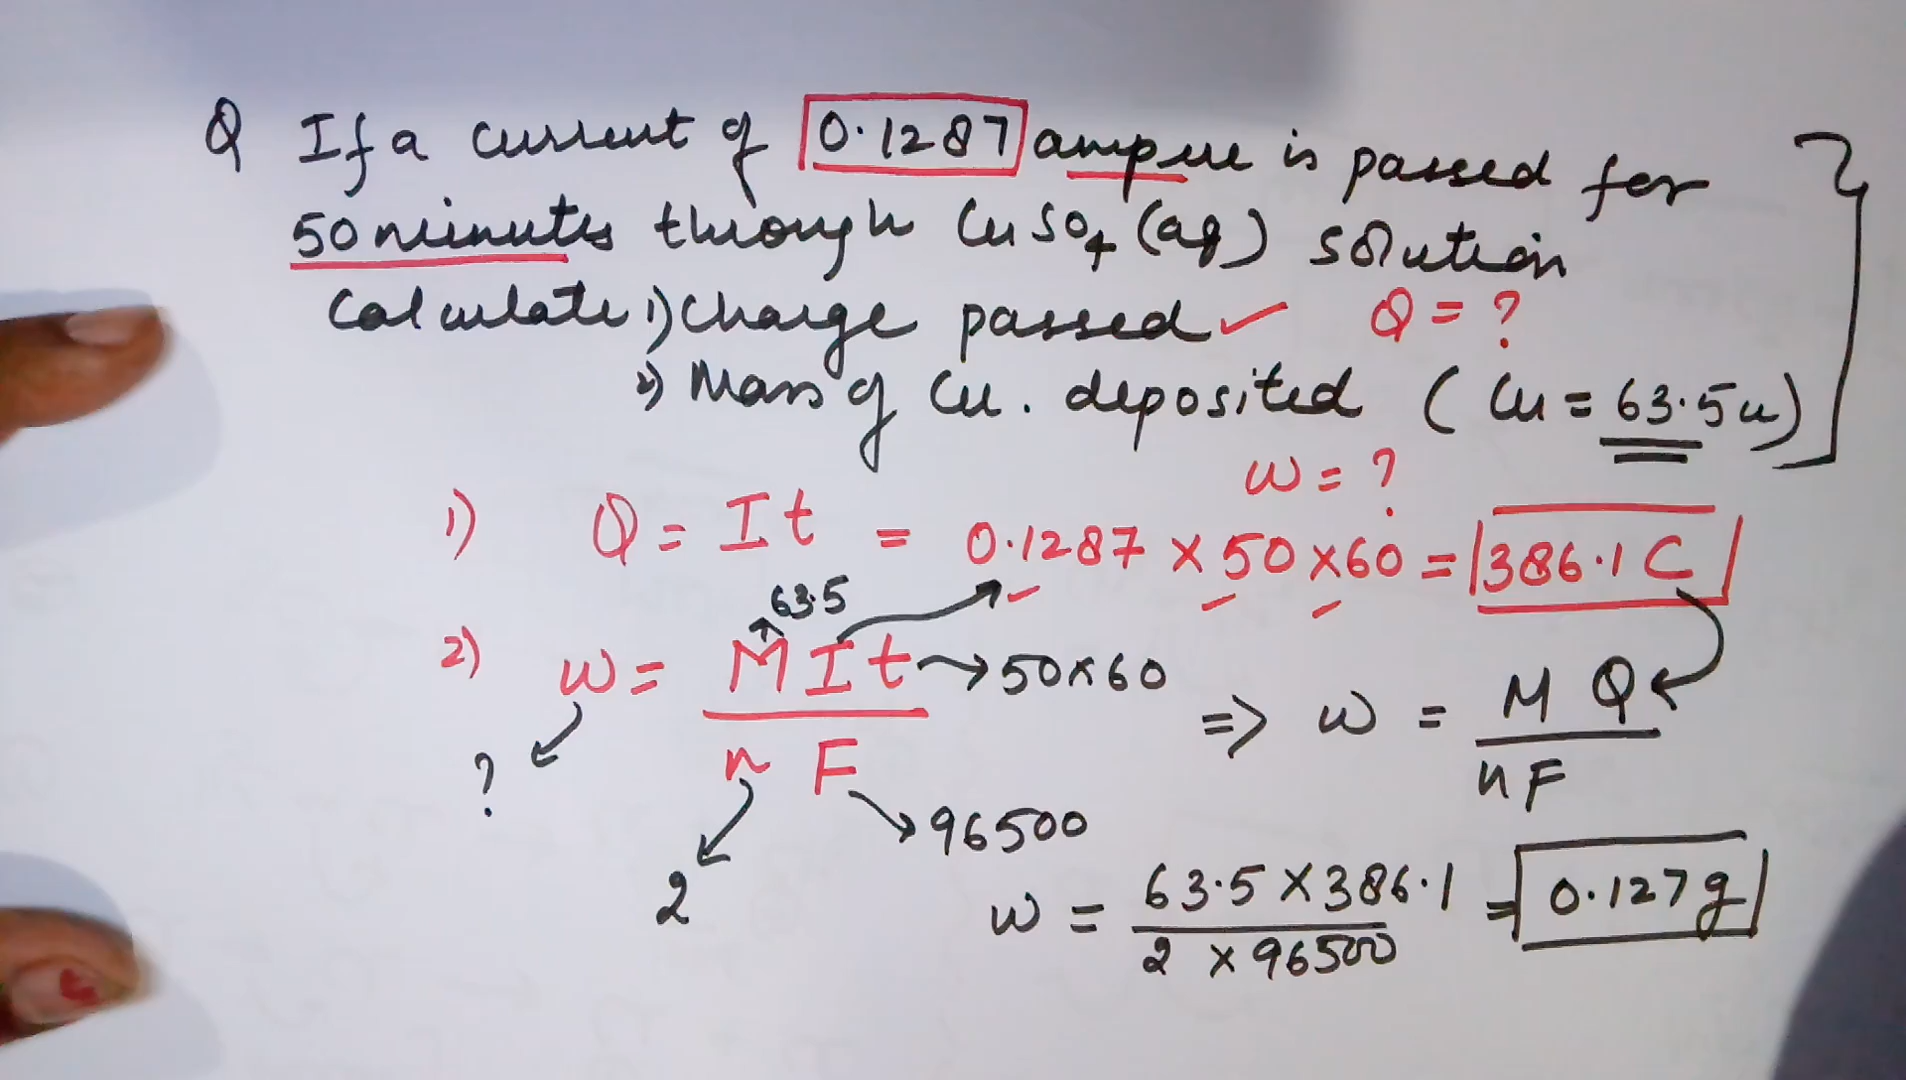 Q If a current of 0.1287 ampere is passed for
50 minutes through CuSO4 (aq) solution
Calculate 1) Charge passed ✓ Q = ?
2) Mass of Cu. deposited (Cu = 63.5u)
w = ?
1) Q = It = 0.1287 × 50 × 60 = 386.1 C
63.5
2) w = MIt / nF → 50×60
⇒ w = MQ / nF
?
2
→ 96500
w = 63.5 × 386.1 / 2 × 96500 = 0.127g